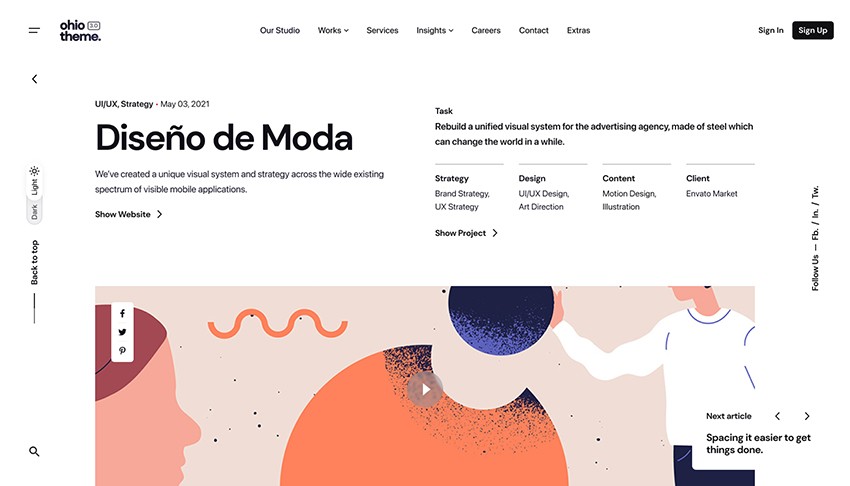 ohio 3.0
theme.
Our Studio Works Services Insights Careers Contact Extras
Sign In Sign Up
UI/UX, Strategy • May 03, 2021
Diseño de Moda
We've created a unique visual system and strategy across the wide existing
spectrum of visible mobile applications.
Show Website
Task
Rebuild a unified visual system for the advertising agency, made of steel which
can change the world in a while.
Strategy
Brand Strategy,
UX Strategy
Design
UI/UX Design,
Art Direction
Content
Motion Design,
Illustration
Client
Envato Market
Show Project
Light
Dark
Back to top
Follow Us — Fb. / In. / Tw.
Next article
Spacing it easier to get
things done.